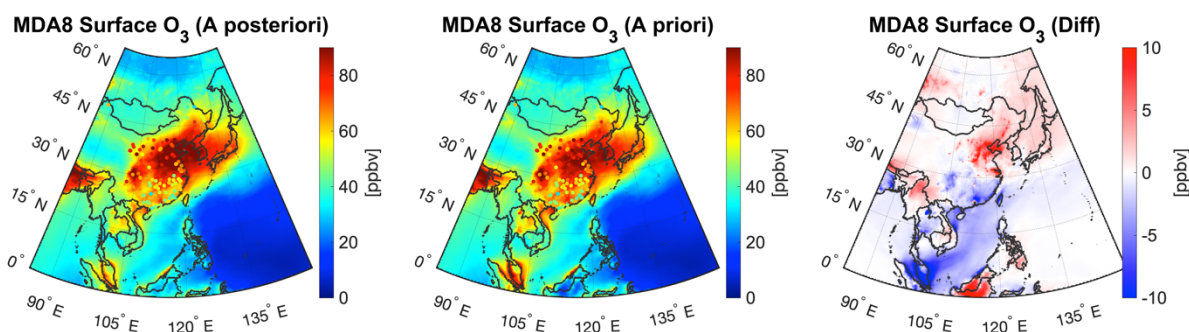 MDA8 Surface O₃ (A posteriori)
60° N
45° N
30° N
15° N
0°
90° E
105° E
120° E
135° E
80
60
40
20
0
[ppbv]
MDA8 Surface O₃ (A priori)
60° N
45° N
30° N
15° N
0°
90° E
105° E
120° E
135° E
80
60
40
20
0
[ppbv]
MDA8 Surface O₃ (Diff)
60° N
45° N
30° N
15° N
0°
90° E
105° E
120° E
135° E
10
5
0
-5
-10
[ppbv]